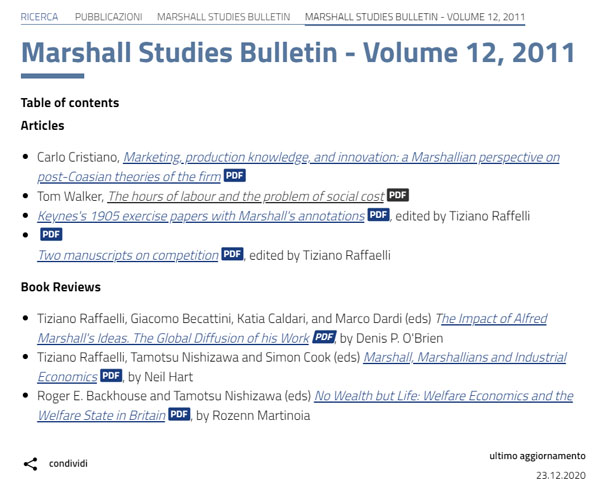 RICERCA PUBBLICAZIONI MARSHALL STUDIES BULLETIN MARSHALL STUDIES BULLETIN - VOLUME 12, 2011
Marshall Studies Bulletin - Volume 12, 2011
Table of contents
Articles
Carlo Cristiano, Marketing, production knowledge, and innovation: a Marshallian perspective on
post-Coasian theories of the firm PDF
Tom Walker, The hours of labour and the problem of social cost PDF
Keynes's 1905 exercise papers with Marshall's annotations PDF, edited by Tiziano Raffelli
PDF
Two manuscripts on competition PDF, edited by Tiziano Raffaelli
Book Reviews
Tiziano Raffaelli, Giacomo Becattini, Katia Caldari, and Marco Dardi (eds) The Impact of Alfred
Marshall's Ideas. The Global Diffusion of his Work PDF, by Denis P. O'Brien
Tiziano Raffaelli, Tamotsu Nishizawa and Simon Cook (eds) Marshall, Marshallians and Industrial
Economics PDF, by Neil Hart
Roger E. Backhouse and Tamotsu Nishizawa (eds) No Wealth but Life: Welfare Economics and the
Welfare State in Britain PDF, by Rozenn Martinoia
condividi
ultimo aggiornamento
23.12.2020